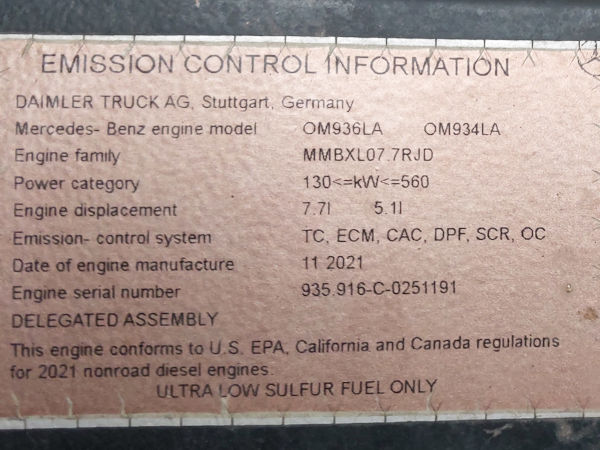 EMISSION CONTROL INFORMATION
DAIMLER TRUCK AG, Stuttgart, Germany
Mercedes- Benz engine model OM936LA OM934LA
Engine family MMBXL07.7RJD
Power category 130<=kW<=560
Engine displacement 7.7l 5.1l
Emission- control system TC, ECM, CAC, DPF, SCR, OC
Date of engine manufacture 11 2021
Engine serial number 935.916-C-0251191
DELEGATED ASSEMBLY
This engine conforms to U.S. EPA, California and Canada regulations
for 2021 nonroad diesel engines.
ULTRA LOW SULFUR FUEL ONLY